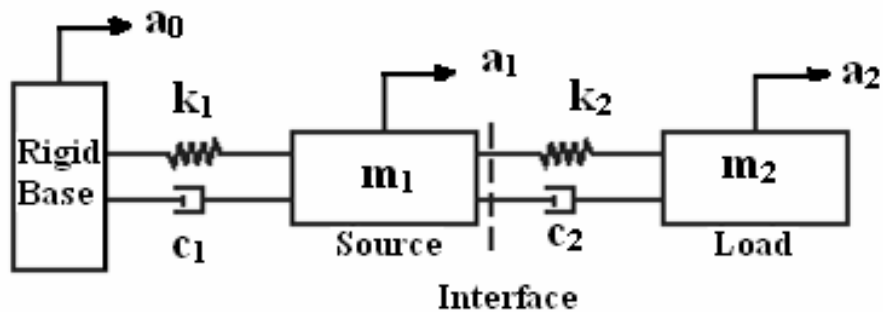 a₀
a₁
a₂
k₁
k₂
Rigid
Base
m₁
m₂
c₁
c₂
Source
Load
Interface